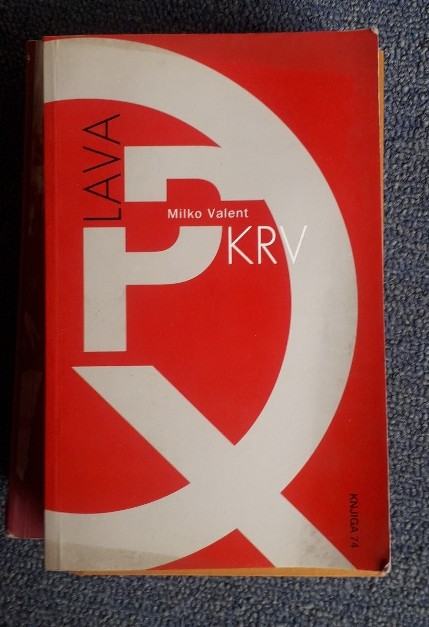 LAVA
Milko Valent
KRV
KNJIGA 74